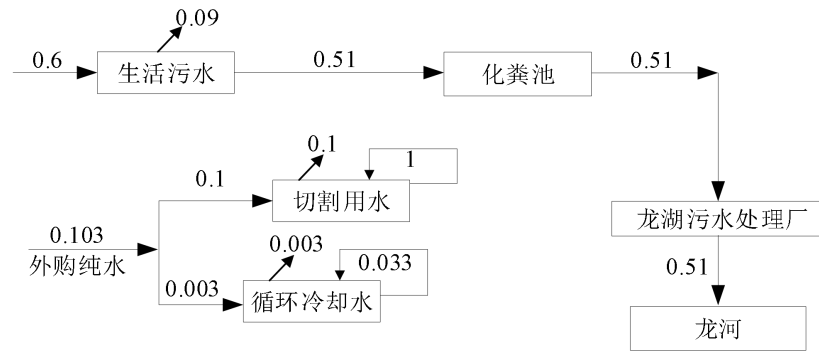 0.09
0.6
生活污水
0.51
化粪池
0.51
0.1
1
0.1
切割用水
龙湖污水处理厂
0.103
外购纯水
0.003
0.033
0.51
0.003
循环冷却水
龙河